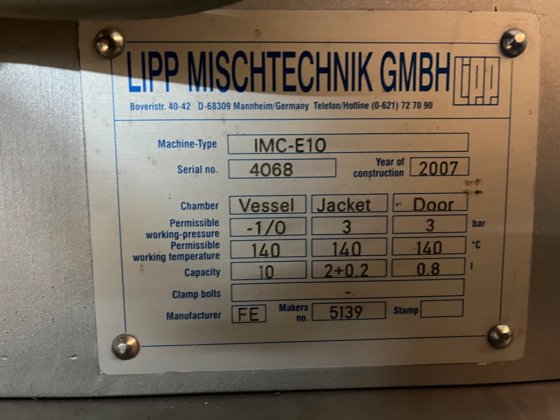 LIPP MISCHTECHNIK GMBH LIPP
Boveristr. 40-42 D-68309 Mannheim/Germany Telefon/Hotline (0-621) 72 70 90
Machine-Type IMC-E10
Serial no. 4068 Year of construction 2007
Chamber Vessel Jacket Door
Permissible working-pressure -1/0 3 3 bar
Permissible working temperature 140 140 140 °C
Capacity 10 2+0.2 0.8 l
Clamp bolts -
Manufacturer FE Makers no. 5139 Stamp